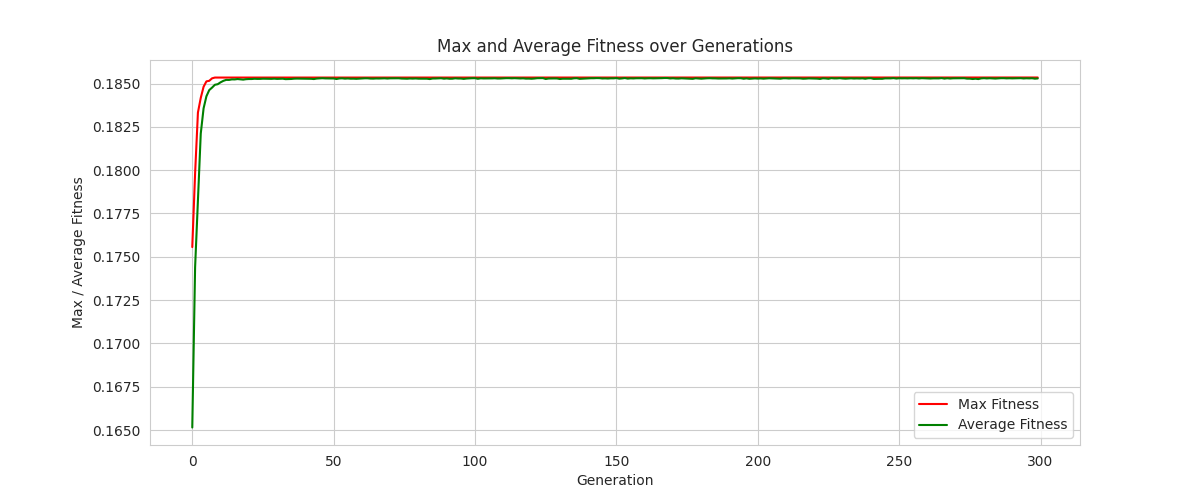 Max and Average Fitness over Generations
Max / Average Fitness
0.1850
0.1825
0.1800
0.1775
0.1750
0.1725
0.1700
0.1675
0.1650
0 50 100 150 200 250 300
Generation
Max Fitness
Average Fitness